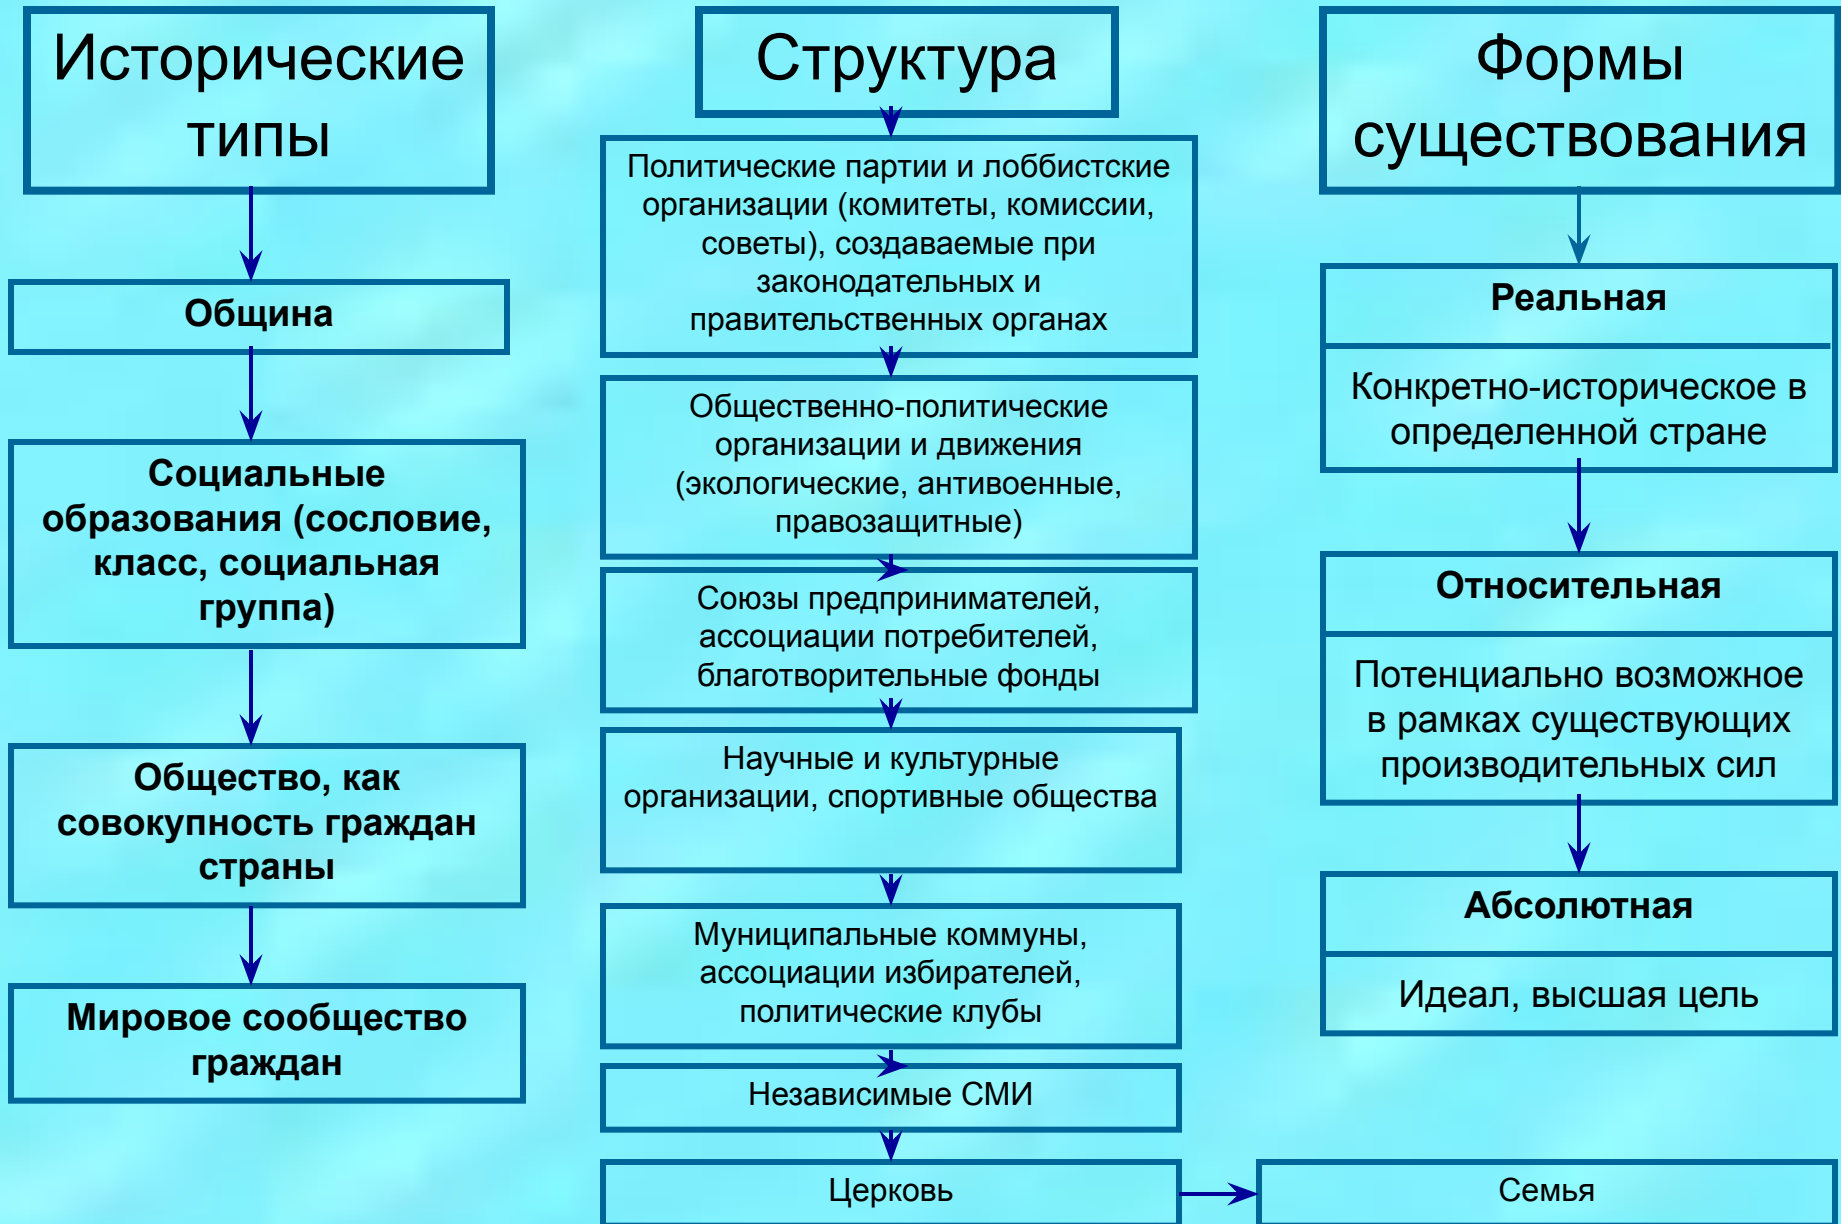 Исторические
типы
Община
Социальные
образования (сословие,
класс, социальная
группа)
Общество, как
совокупность граждан
страны
Мировое сообщество
граждан
Структура
Политические партии и лоббистские
организации (комитеты, комиссии,
советы), создаваемые при
законодательных и
правительственных органах
Общественно-политические
организации и движения
(экологические, антивоенные,
правозащитные)
Союзы предпринимателей,
ассоциации потребителей,
благотворительные фонды
Научные и культурные
организации, спортивные общества
Муниципальные коммуны,
ассоциации избирателей,
политические клубы
Независимые СМИ
Церковь
Семья
Формы
существования
Реальная
Конкретно-историческое в
определенной стране
Относительная
Потенциально возможное
в рамках существующих
производительных сил
Абсолютная
Идеал, высшая цель